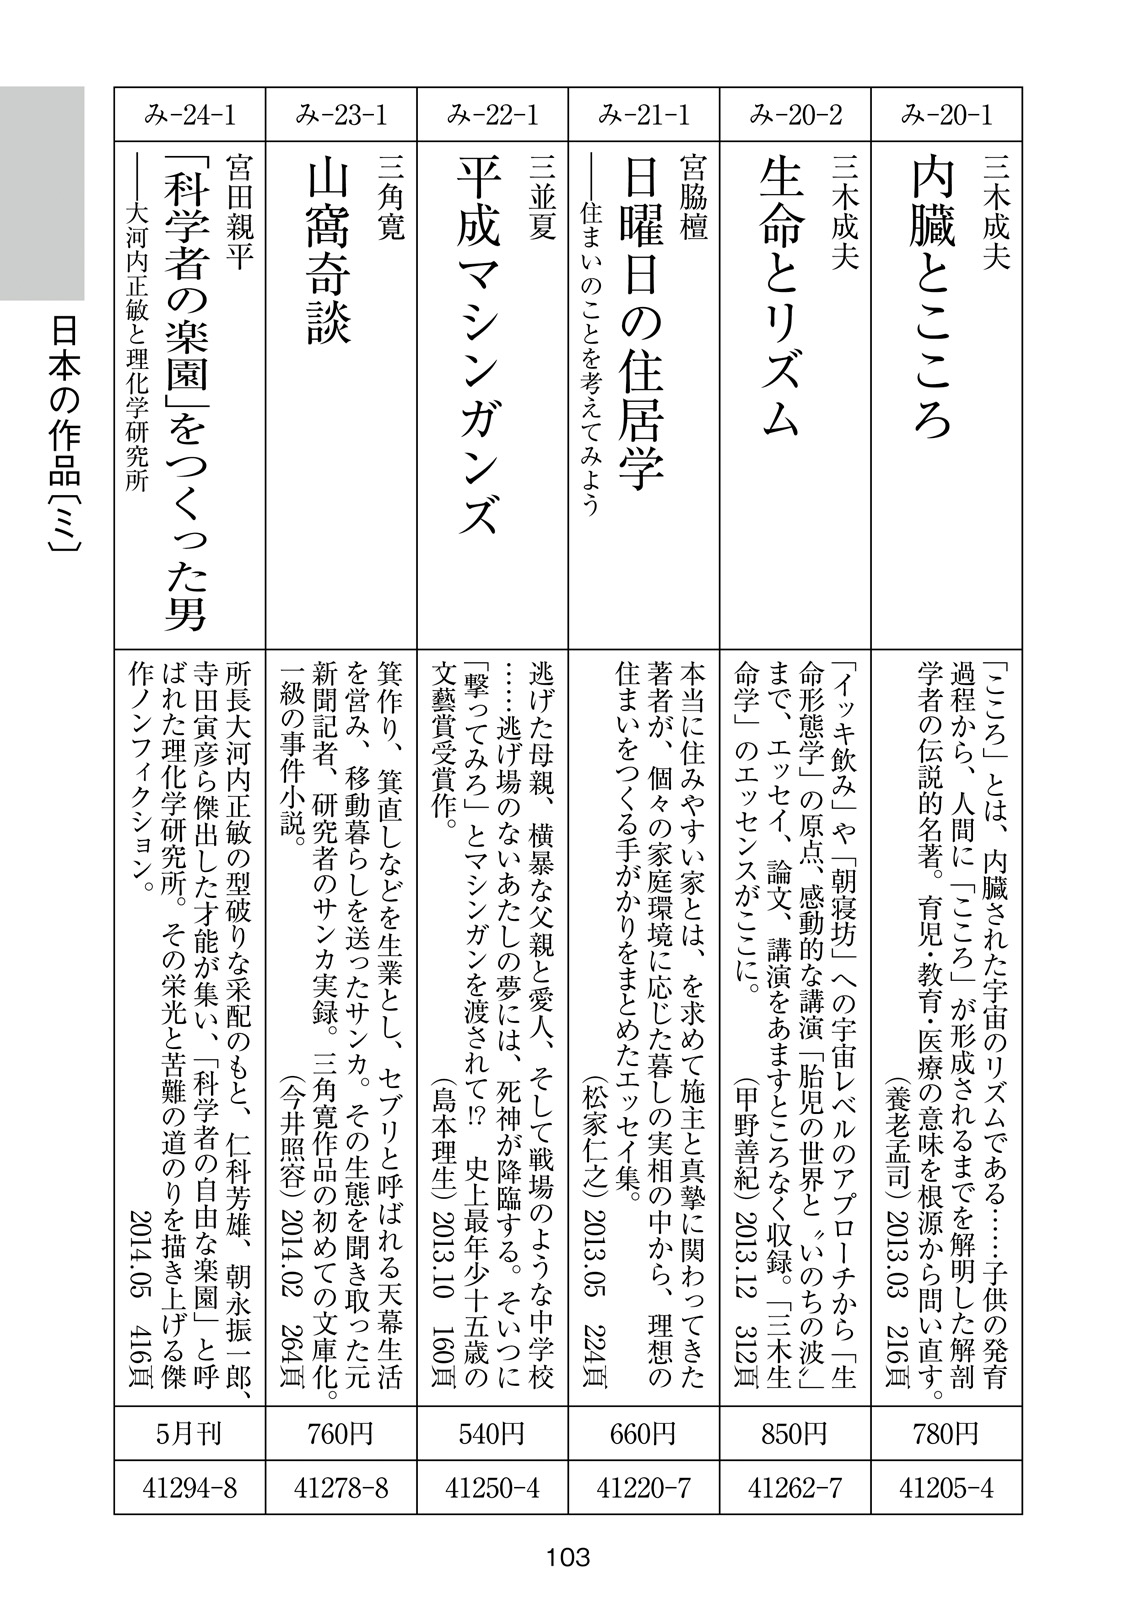 日本の作品〔ミ〕
み-20-1
三木成夫
内臓とこころ
「こころ」とは、内臓された宇宙のリズムである……子供の発育
過程から、人間に「こころ」が形成されるまでを解明した解剖
学者の伝説的名著。育児・教育・医療の意味を根源から問い直す。
（養老孟司）2013.03 216頁
780円
41205-4
み-20-2
三木成夫
生命とリズム
「イッキ飲み」や「朝寝坊」への宇宙レベルのアプローチから「生
命形態学」の原点、感動的な講演「胎児の世界と〝いのちの波〟」
まで、エッセイ、論文、講演をあますところなく収録。「三木生
命学」のエッセンスがここに。
（甲野善紀）2013.12 312頁
850円
41262-7
み-21-1
宮脇檀
日曜日の住居学
――住まいのことを考えてみよう
本当に住みやすい家とは、を求めて施主と真摯に関わってきた
著者が、個々の家庭環境に応じた暮しの実相の中から、理想の
住まいをつくる手がかりをまとめたエッセイ集。
（松家仁之）2013.05 224頁
660円
41220-7
み-22-1
三並夏
平成マシンガンズ
逃げた母親、横暴な父親と愛人、そして戦場のような中学校
……逃げ場のないあたしの夢には、死神が降臨する。そいつに
「撃ってみろ」とマシンガンを渡されて!? 史上最年少十五歳の
文藝賞受賞作。
（島本理生）2013.10 160頁
540円
41250-4
み-23-1
三角寛
山窩奇談
箕作り、箕直しなどを生業とし、セブリと呼ばれる天幕生活
を営み、移動暮らしを送ったサンカ。その生態を聞き取った元
新聞記者、研究者のサンカ実録。三角寛作品の初めての文庫化。
一級の事件小説。
（今井照容）2014.02 264頁
760円
41278-8
み-24-1
宮田親平
「科学者の楽園」をつくった男
――大河内正敏と理化学研究所
所長大河内正敏の型破りな采配のもと、仁科芳雄、朝永振一郎、
寺田寅彦ら傑出した才能が集い、「科学者の自由な楽園」と呼
ばれた理化学研究所。その栄光と苦難の道のりを描き上げる傑
作ノンフィクション。
2014.05 416頁
5月刊
41294-8
103